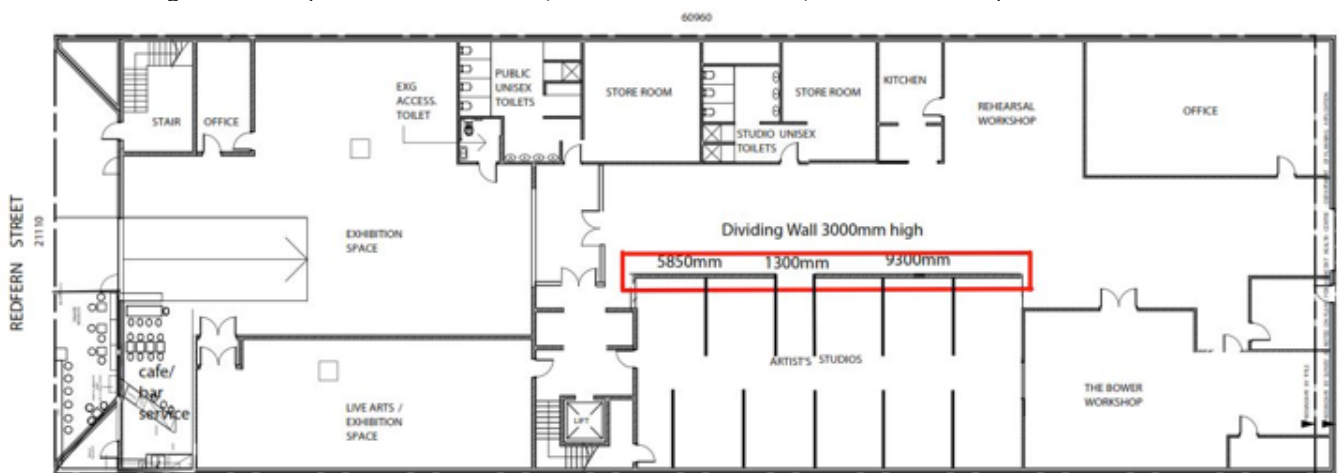 60960
REDFERN STREET
21110
STAIR
OFFICE
EXG
ACCESS.
TOILET
PUBLIC
UNISEX
TOILETS
STORE ROOM
STUDIO UNISEX
TOILETS
STORE ROOM
KITCHEN
REHEARSAL
WORKSHOP
OFFICE
EXHIBITION
SPACE
Dividing Wall 3000mm high
5850mm
1300mm
9300mm
cafe/
bar
service
LIVE ARTS /
EXHIBITION
SPACE
LIFT
ARTIST'S STUDIOS
THE BOWER
WORKSHOP